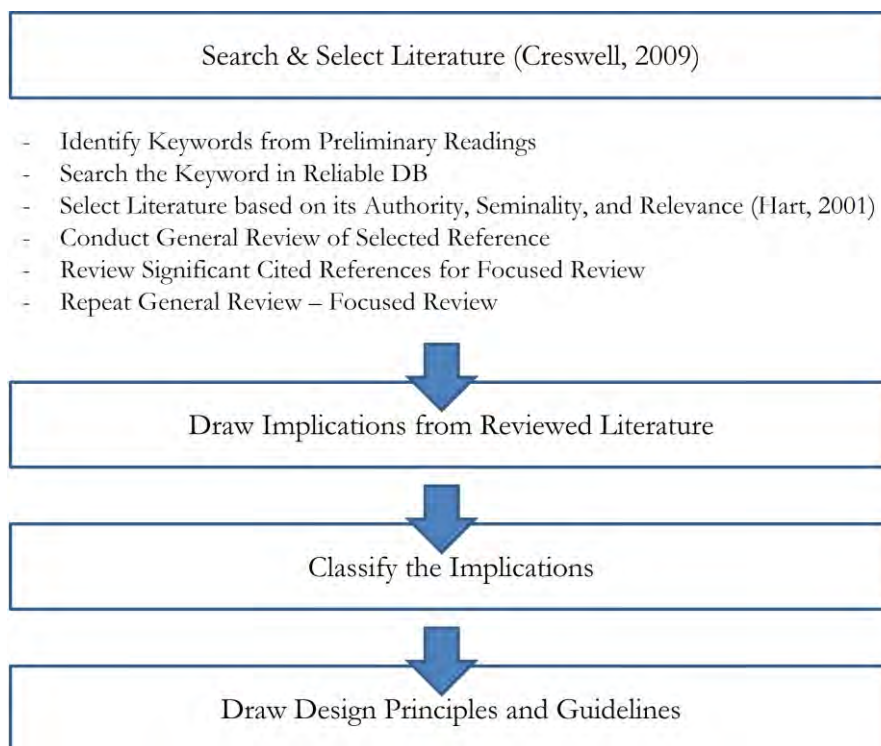 Search & Select Literature (Creswell, 2009)
- Identify Keywords from Preliminary Readings
- Search the Keyword in Reliable DB
- Select Literature based on its Authority, Seminality, and Relevance (Hart, 2001)
- Conduct General Review of Selected Reference
- Review Significant Cited References for Focused Review
- Repeat General Review – Focused Review
Draw Implications from Reviewed Literature
Classify the Implications
Draw Design Principles and Guidelines